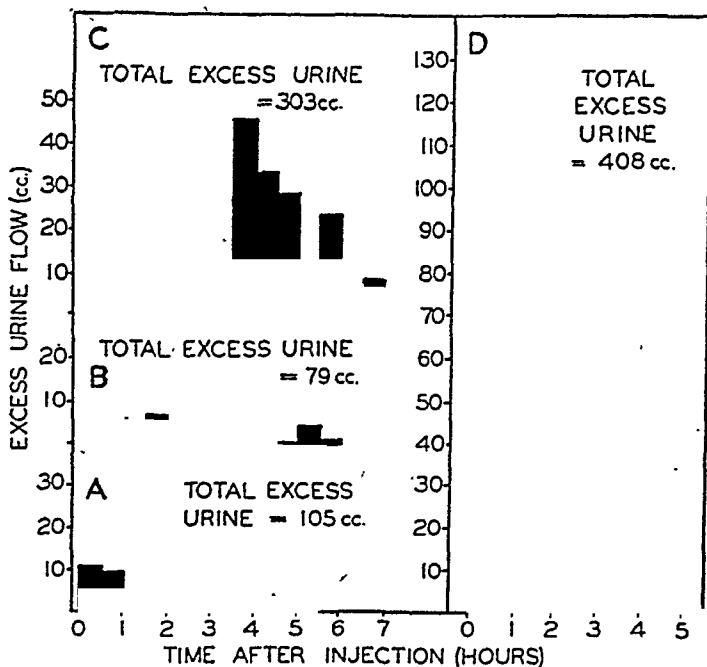 C
TOTAL EXCESS URINE
=303cc.
50
40
30
20
10
EXCESS URINE FLOW (cc.)
TOTAL EXCESS URINE
= 79 cc.
B
20
10
A
TOTAL EXCESS
URINE = 105 cc.
30
20
10
0 1 2 3 4 5 6 7
D
TOTAL
EXCESS
URINE
= 408 cc.
130
120
110
100
90
80
70
60
50
40
30
20
10
0 1 2 3 4 5
TIME AFTER INJECTION (HOURS)